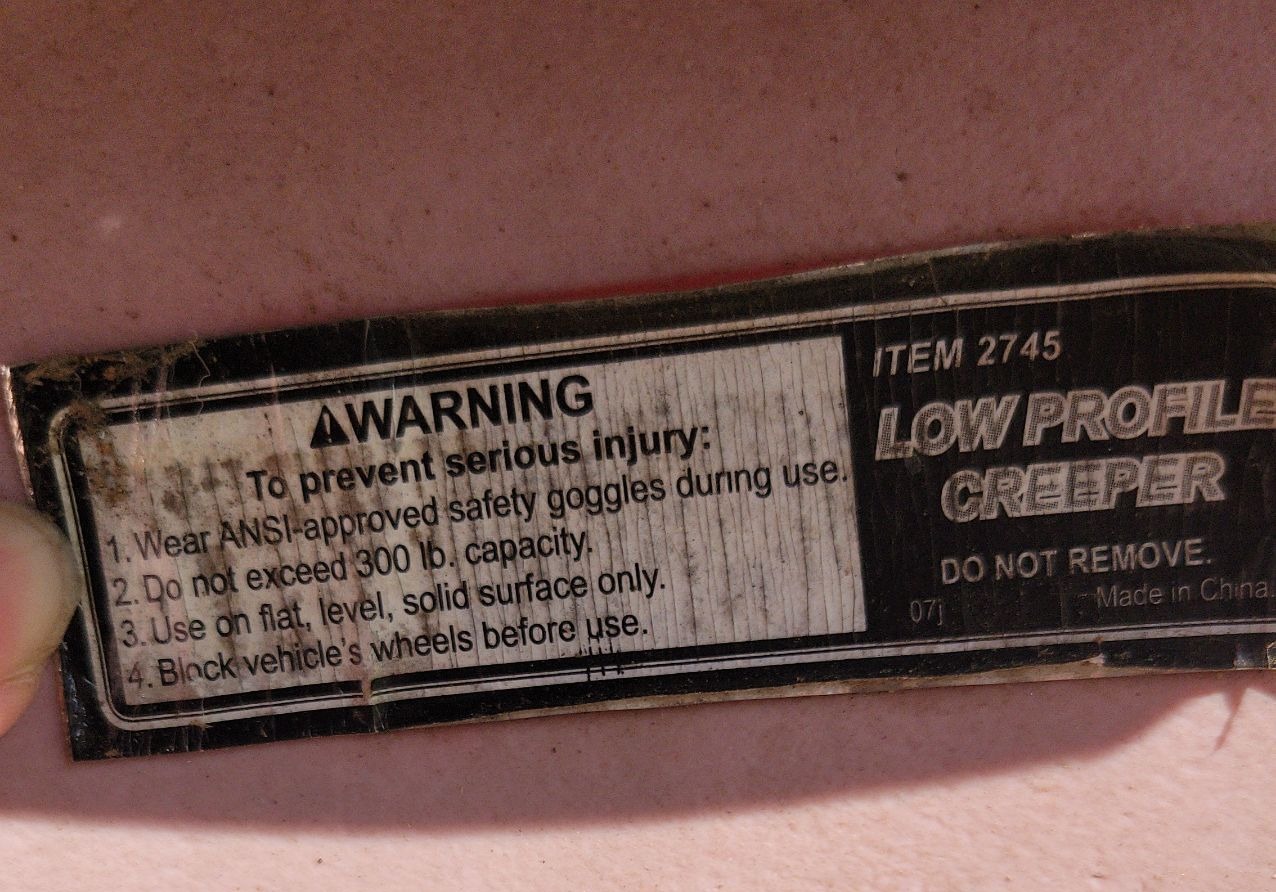 ⚠WARNING
To prevent serious injury:
1. Wear ANSI-approved safety goggles during use.
2. Do not exceed 300 lb. capacity.
3. Use on flat, level, solid surface only.
4. Block vehicle's wheels before use.
ITEM 2745
LOW PROFILE
CREEPER
DO NOT REMOVE.
07j
Made in China.